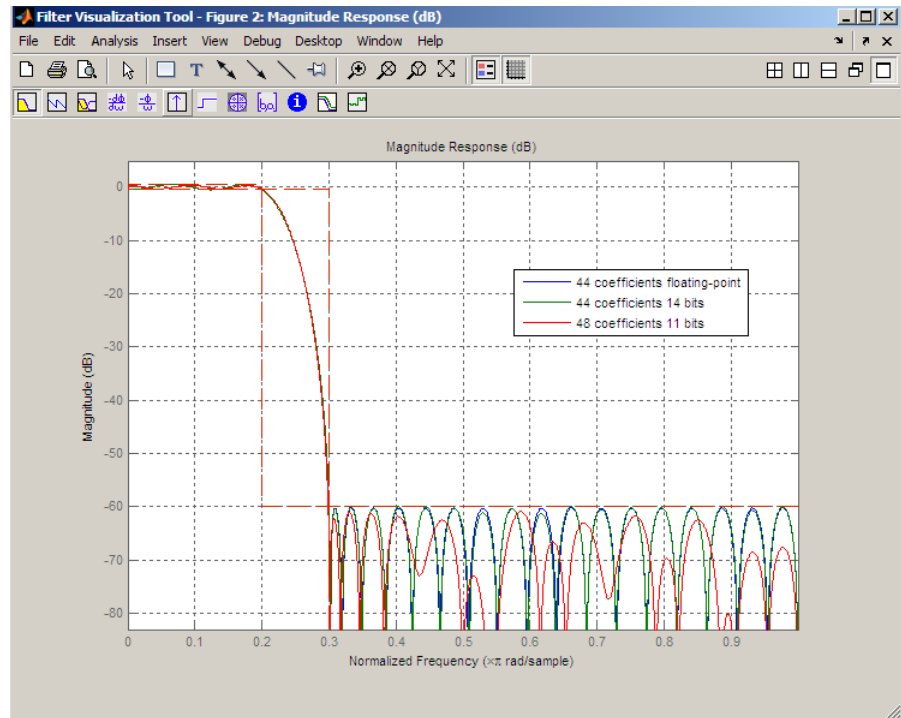 Filter Visualization Tool - Figure 2: Magnitude Response (dB)
File Edit Analysis Insert View Debug Desktop Window Help
Magnitude Response (dB)
0
-10
-20
-30
-40
-50
-60
-70
-80
Magnitude (dB)
44 coefficients floating-point
44 coefficients 14 bits
48 coefficients 11 bits
0 0.1 0.2 0.3 0.4 0.5 0.6 0.7 0.8 0.9
Normalized Frequency (×π rad/sample)